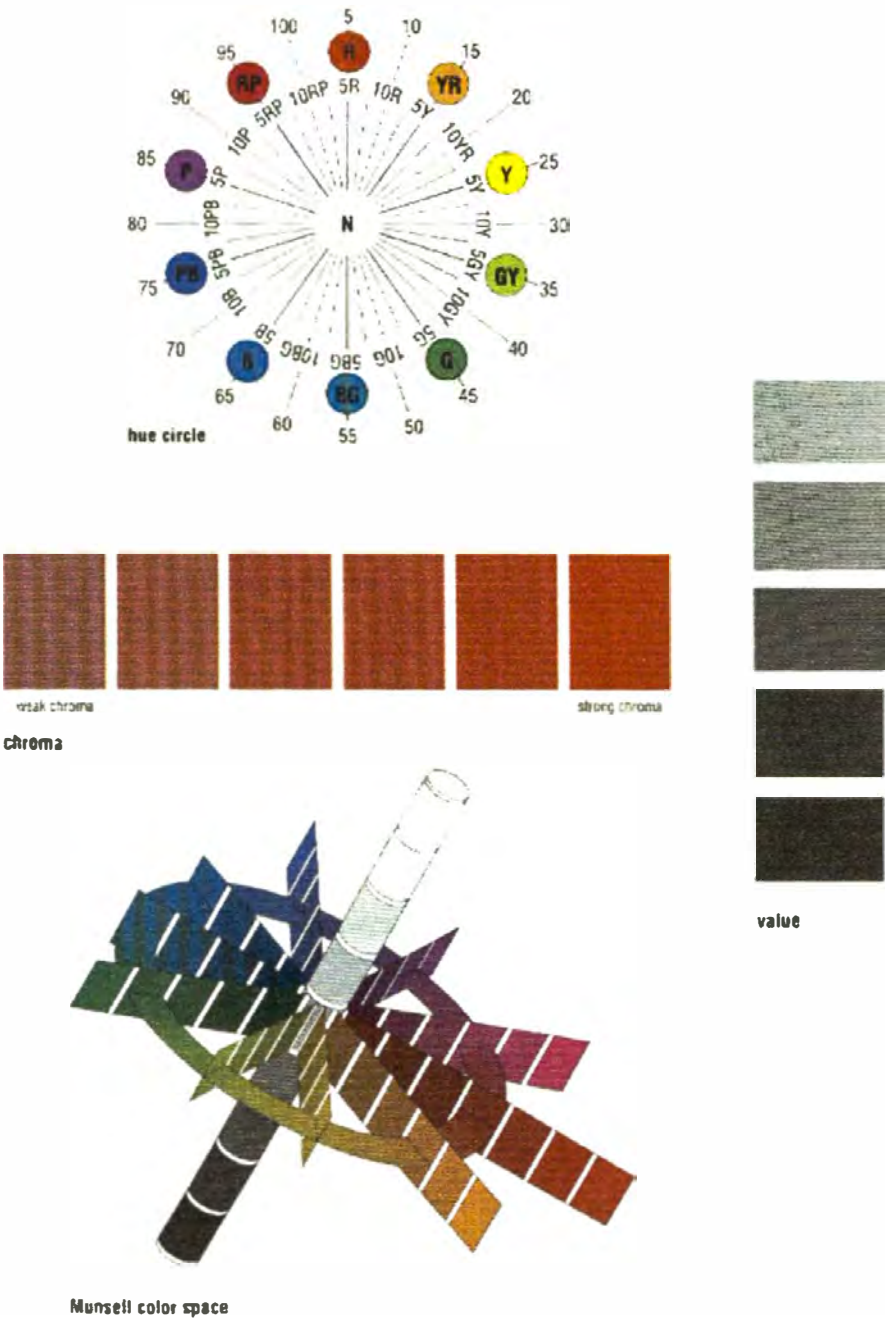 5
100
10
95
R
15
RP
YR
90
10RP
5R
10R
5RP
5Y
20
10P
10YR
85
P
5P
Y
25
5Y
80
10PB
N
10Y
30
5PB
5GY
75
PB
GY
35
10B
10GY
70
5B
5G
40
10BG
5BG
10G
B
G
65
BG
45
60
55
50
hue circle
weak chroma
strong chroma
chroma
value
Munsell color space